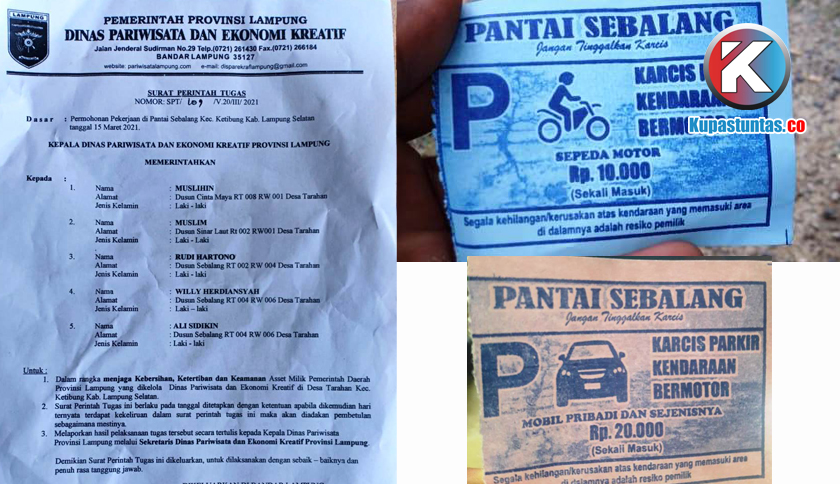 LAMPUNG
PEMERINTAH PROVINSI LAMPUNG
DINAS PARIWISATA DAN EKONOMI KREATIF
Jalan Jenderal Sudirman No.29 Telp.(0721) 261430 Fax.(0721) 266184
BANDAR LAMPUNG 35127
website: pariwisatalampung.com e-mail: disparekraflampung@gmail.com
SURAT PERINTAH TUGAS
NOMOR: SPT/ /V.20/III/ 2021
Dasar : Permohonan Pekerjaan di Pantai Sebalang Kec. Ketibung Kab. Lampung Selatan
tanggal 15 Maret 2021.
KEPALA DINAS PARIWISATA DAN EKONOMI KREATIF PROVINSI LAMPUNG
MEMERINTAHKAN
Kepada :
1. Nama : MUSLIHIN
Alamat : Dusun Cinta Maya RT 008 RW 001 Desa Tarahan
Jenis Kelamin : Laki - laki
2. Nama : MUSLIM
Alamat : Dusun Sinar Laut Rt 002 RW001 Desa Tarahan
Jenis Kelamin : Laki - Laki
3. Nama : RUDI HARTONO
Alamat : Dusun Sebalang RT 002 RW 004 Desa Tarahan
Jenis Kelamin : Laki - laki
4. Nama : WILLY HERDIANSYAH
Alamat : Dusun Sebalang RT 004 RW 006 Desa Tarahan
Jenis Kelamin : Laki – laki
5. Nama : ALI SIDIKIN
Alamat : Dusun Sebalang RT 004 RW 006 Desa Tarahan
Jenis Kelamin : Laki - laki
Untuk :
1. Dalam rangka menjaga Kebersihan, Ketertiban dan Keamanan Asset Milik Pemerintah Daerah
Provinsi Lampung yang dikelola Dinas Pariwisata dan Ekonomi Kreatif di Desa Tarahan Kec.
Ketibung Kab. Lampung Selatan.
2. Surat Perintah Tugas ini berlaku pada tanggal ditetapkan dengan ketentuan apabila dikemudian hari
ternyata terdapat kekeliruan dalam surat perintah tugas ini maka akan diadakan pembetulan
sebagaimana mestinya.
3. Melaporkan hasil pelaksanaan tugas tersebut secara tertulis kepada Kepala Dinas Pariwisata
Provinsi Lampung melalui Sekretaris Dinas Pariwisata dan Ekonomi Kreatif Provinsi Lampung.
Demikian Surat Perintah Tugas ini dikeluarkan, untuk dilaksanakan dengan sebaik – baiknya dan
penuh rasa tanggung jawab.
PANTAI SEBALANG
Jangan Tinggalkan Karcis
P
KARCIS
KENDARAAN
BERMOTOR
SEPEDA MOTOR
Rp. 10.000
(Sekali Masuk)
Segala kehilangan/kerusakan atas kendaraan yang memasuki area
di dalamnya adalah resiko pemilik
K
Kupastuntas.co
PANTAI SEBALANG
Jangan Tinggalkan Karcis
P
KARCIS PARKIR
KENDARAAN
BERMOTOR
MOBIL PRIBADI DAN SEJENISNYA
Rp. 20.000
(Sekali Masuk)
Segala kehilangan/kerusakan atas kendaraan yang memasuki area
di dalamnya adalah resiko pemilik